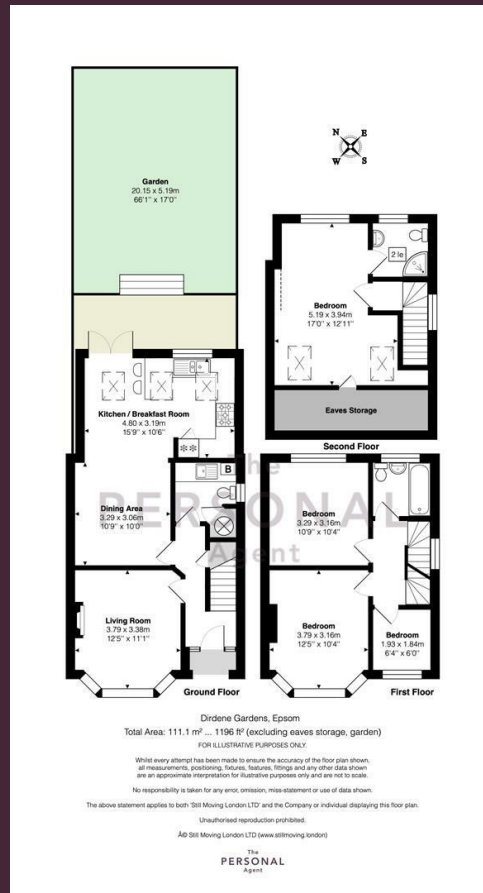 Garden
20.15 x 5.19m
66'1" x 17'0"
N E
W S
2 le
Bedroom
5.19 x 3.94m
17'0" x 12'11"
Eaves Storage
Second Floor
Kitchen / Breakfast Room
4.80 x 3.19m
15'9" x 10'6"
B
Dining Area
3.29 x 3.06m
10'9" x 10'0"
Living Room
3.79 x 3.38m
12'5" x 11'1"
Ground Floor
The
PERSONAL
Agent
Bedroom
3.29 x 3.16m
10'9" x 10'4"
Bedroom
3.79 x 3.16m
12'5" x 10'4"
Bedroom
1.93 x 1.84m
6'4" x 6'0"
First Floor
Dirdene Gardens, Epsom
Total Area: 111.1 m² ... 1196 ft² (excluding eaves storage, garden)
FOR ILLUSTRATIVE PURPOSES ONLY.
Whilst every attempt has been made to ensure the accuracy of the floor plan shown,
all measurements, positioning, fixtures, features, fittings and any other data shown
are an approximate interpretation for illustrative purposes only and are not to scale.
No responsibility is taken for any error, omission, miss-statement or use of data shown.
The above statement applies to both 'Still Moving London LTD' and the Company or individual displaying this floor plan.
Unauthorised reproduction prohibited.
Â© Still Moving London LTD (www.stillmoving.london)
The
PERSONAL
Agent